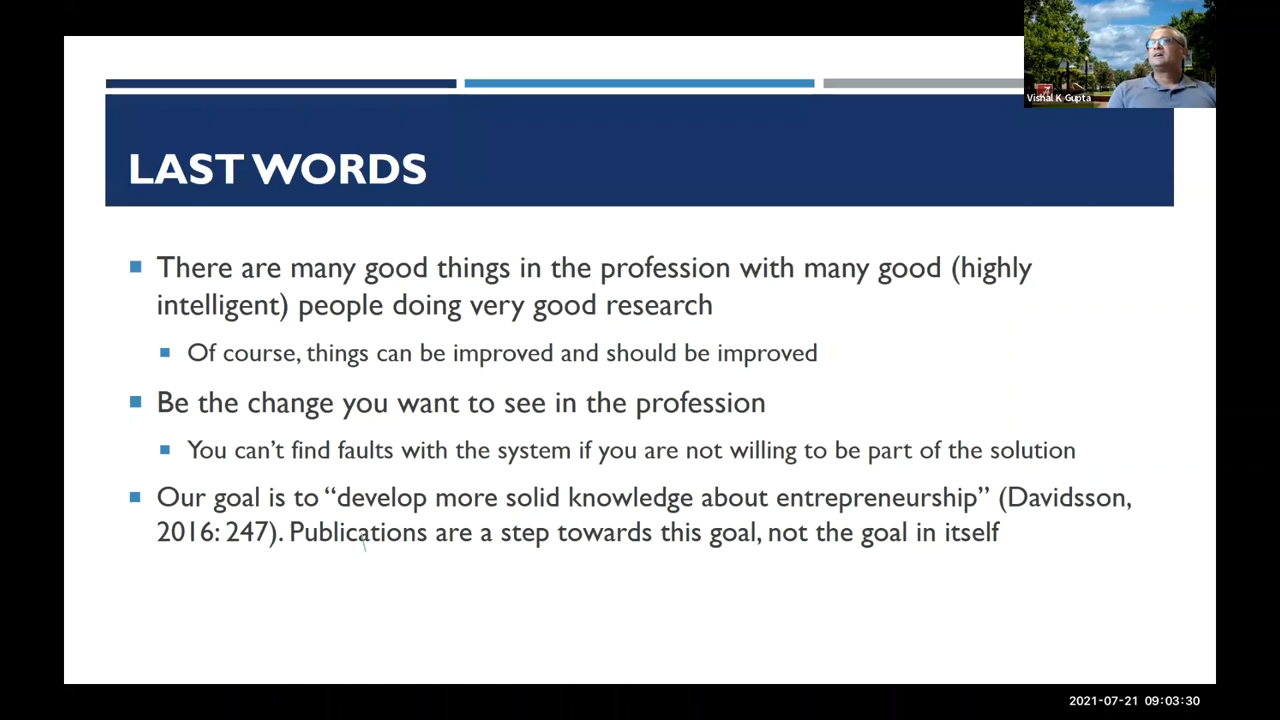 Vishal K Gupta
LAST WORDS
There are many good things in the profession with many good (highly
intelligent) people doing very good research
Of course, things can be improved and should be improved
Be the change you want to see in the profession
You can’t find faults with the system if you are not willing to be part of the solution
Our goal is to “develop more solid knowledge about entrepreneurship” (Davidsson,
2016: 247). Publications are a step towards this goal, not the goal in itself
2021-07-21 09:03:30